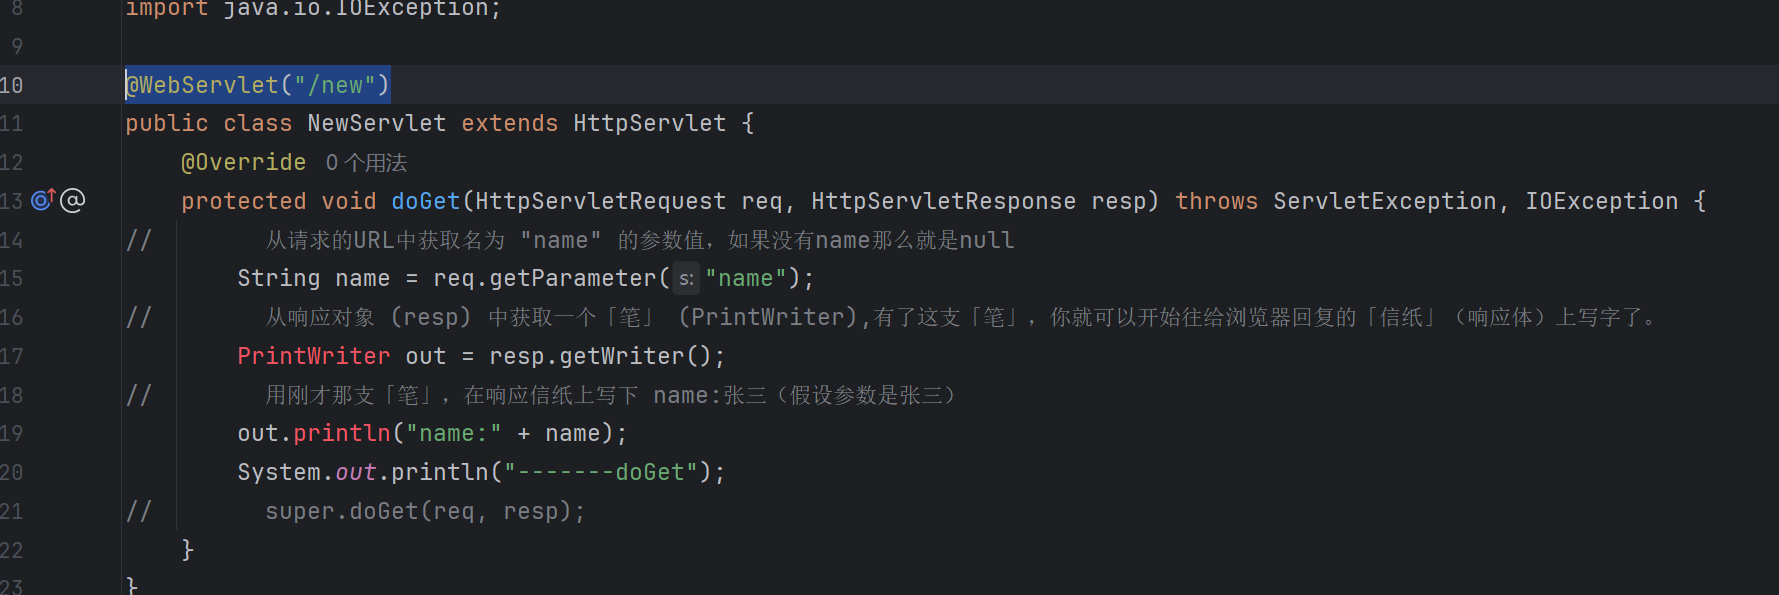 8 import java.io.IOException;
9
10 @WebServlet("/new")
11 public class NewServlet extends HttpServlet {
12 @Override 0个用法
13 protected void doGet(HttpServletRequest req, HttpServletResponse resp) throws ServletException, IOException {
14 // 从请求的URL中获取名为 "name" 的参数值，如果没有name那么就是null
15 String name = req.getParameter( s: "name");
16 // 从响应对象 (resp) 中获取一个「笔」 (PrintWriter),有了这支「笔」，你就可以开始往给浏览器回复的「信纸」（响应体）上写字了。
17 PrintWriter out = resp.getWriter();
18 // 用刚才那支「笔」，在响应信纸上写下 name:张三（假设参数是张三）
19 out.println("name:" + name);
20 System.out.println("-------doGet");
21 // super.doGet(req, resp);
22 }
23 }